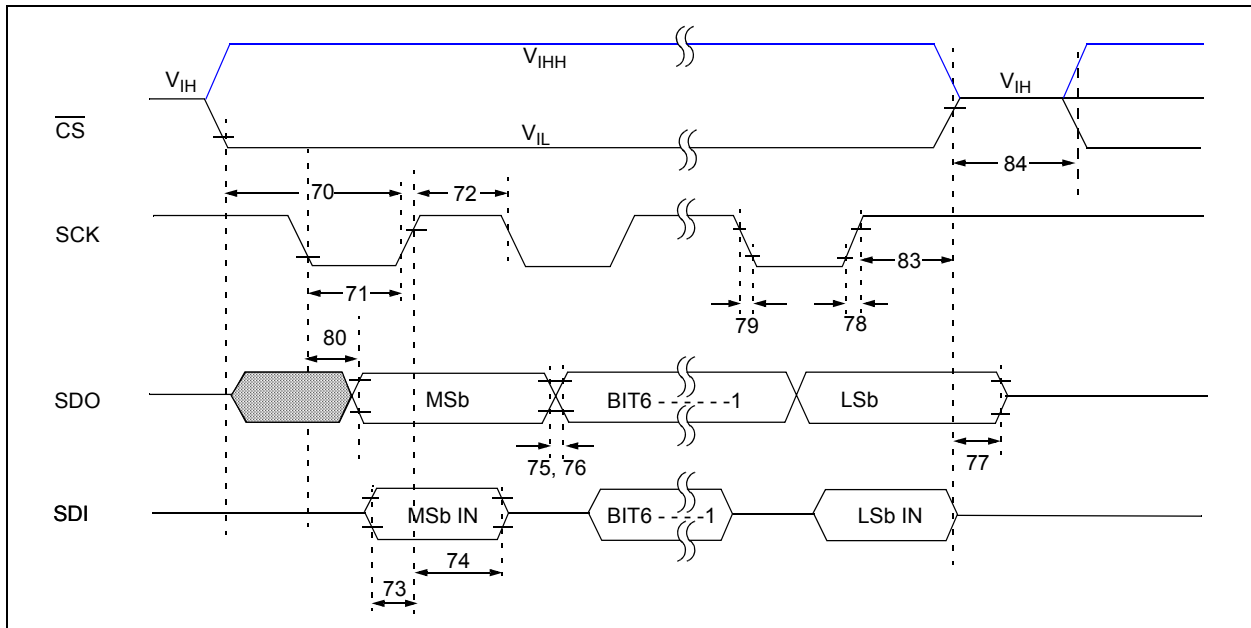 V_IHH
V_IH
V_IH
CS
V_IL
84
70
72
SCK
83
71
79
78
80
SDO
MSb
BIT6 - - - - - -1
LSb
75, 76
77
SDI
MSb IN
BIT6 - - - - -1
LSb IN
74
73